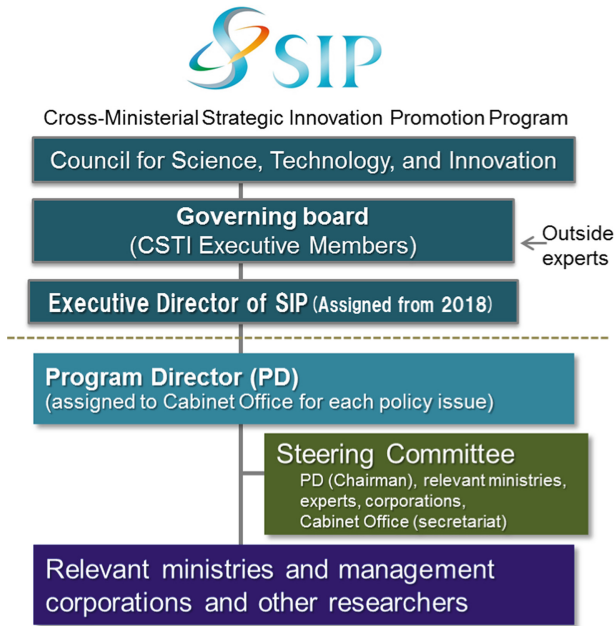 SIP
Cross-Ministerial Strategic Innovation Promotion Program
Council for Science, Technology, and Innovation
Governing board
(CSTI Executive Members)
Outside
experts
Executive Director of SIP (Assigned from 2018)
Program Director (PD)
(assigned to Cabinet Office for each policy issue)
Steering Committee
PD (Chairman), relevant ministries,
experts, corporations,
Cabinet Office (secretariat)
Relevant ministries and management
corporations and other researchers